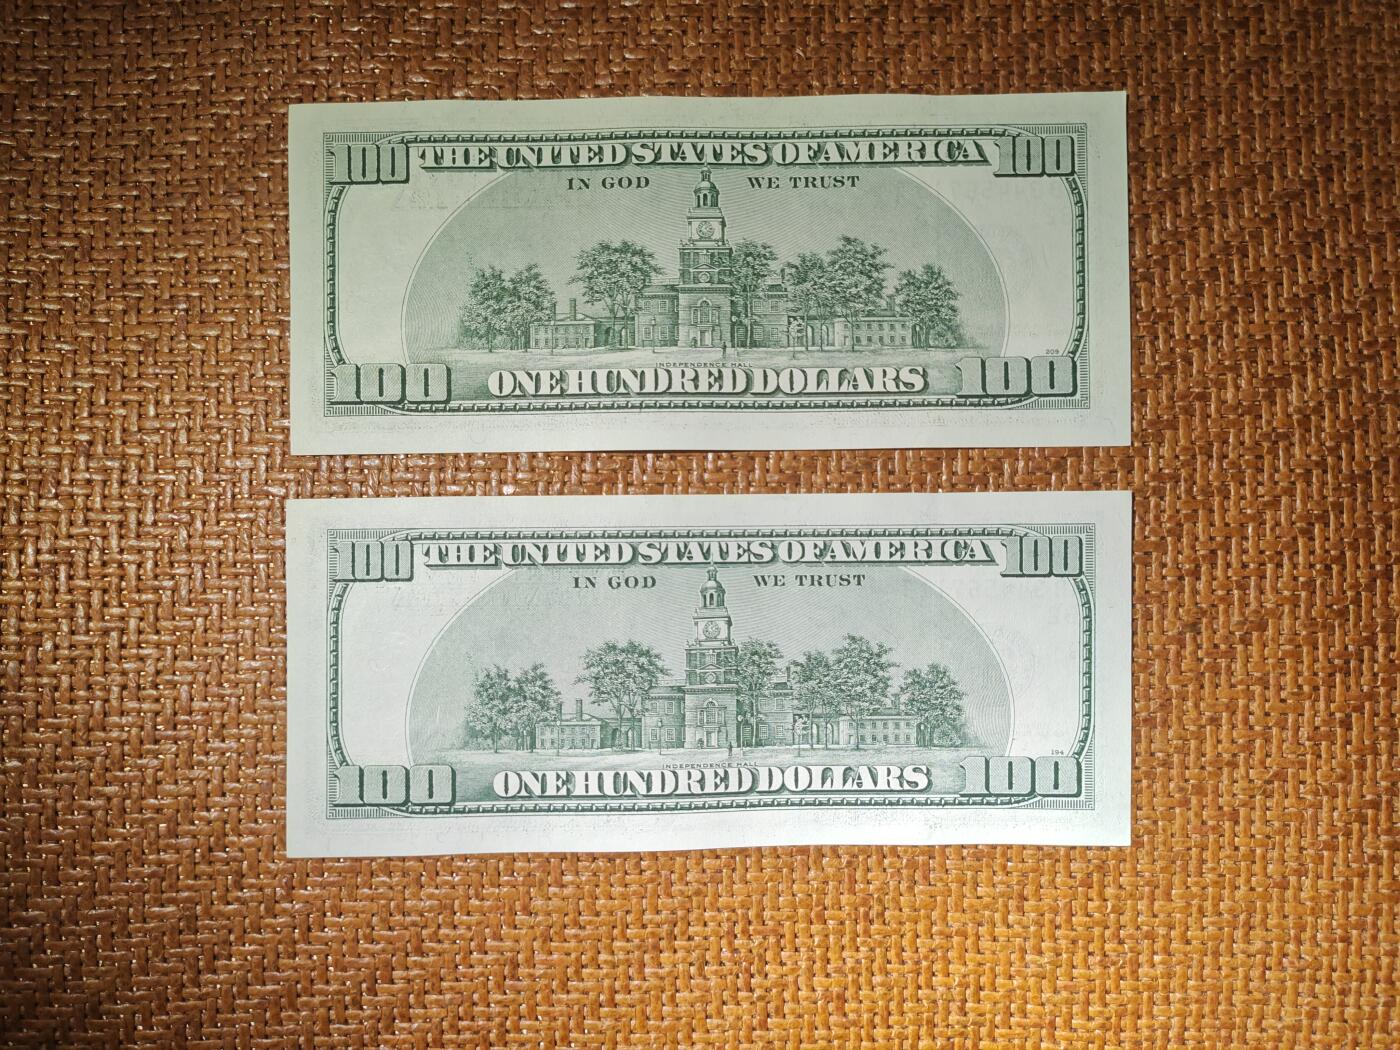 100 THE UNITED STATES OF AMERICA 100
IN GOD WE TRUST
INDEPENDENCE HALL
209
100 ONE HUNDRED DOLLARS 100
100 THE UNITED STATES OF AMERICA 100
IN GOD WE TRUST
INDEPENDENCE HALL
194
100 ONE HUNDRED DOLLARS 100